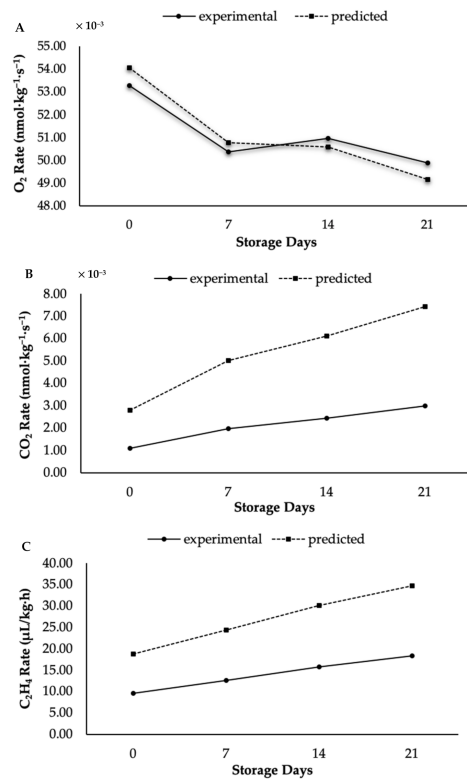 A
× 10⁻³
experimental predicted
55.00
54.00
53.00
52.00
51.00
50.00
49.00
48.00
O₂ Rate (nmol·kg⁻¹·s⁻¹)
0 7 14 21
Storage Days
B
× 10⁻³
experimental predicted
8.00
7.00
6.00
5.00
4.00
3.00
2.00
1.00
0.00
CO₂ Rate (nmol·kg⁻¹·s⁻¹)
0 7 14 21
Storage Days
C
experimental predicted
40.00
35.00
30.00
25.00
20.00
15.00
10.00
5.00
0.00
C₂H₄ Rate (µL/kg·h)
0 7 14 21
Storage Days